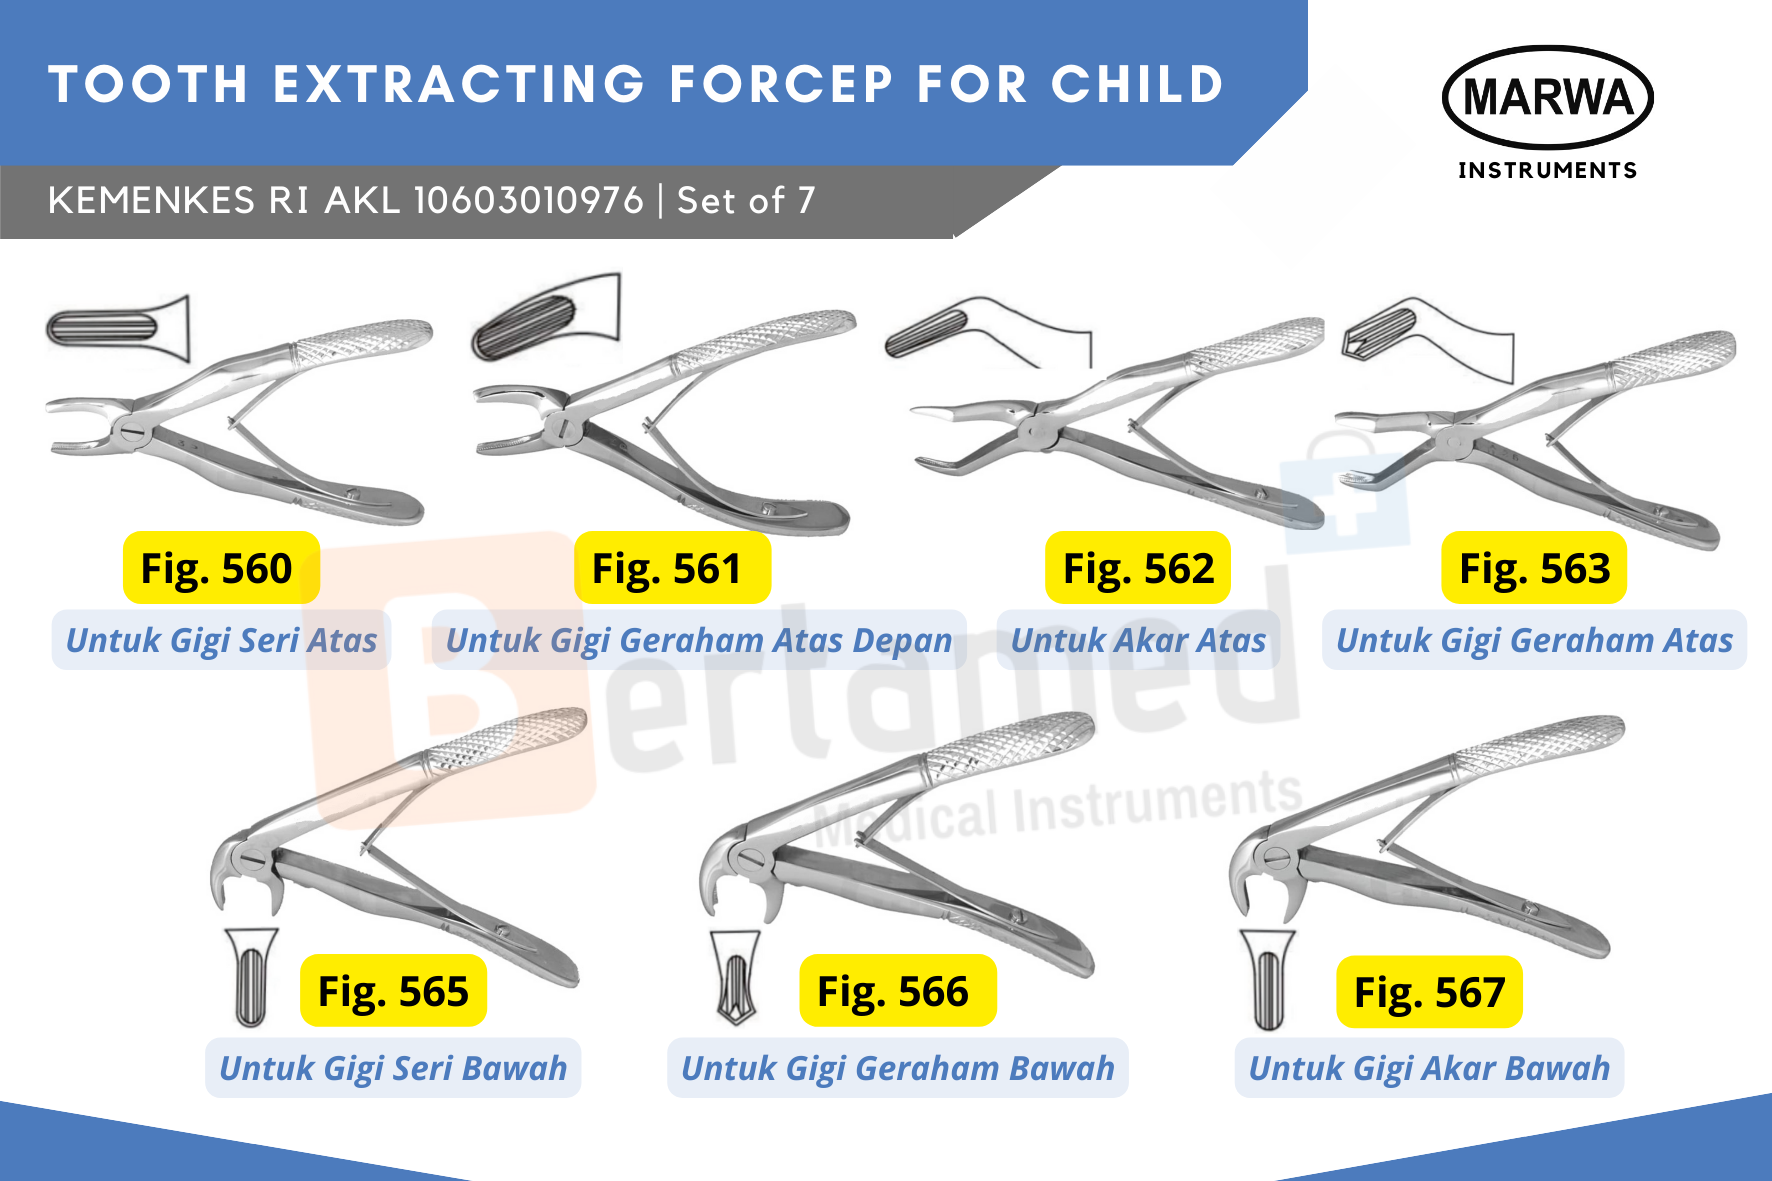 TOOTH EXTRACTING FORCEP FOR CHILD
MARWA
INSTRUMENTS
KEMENKES RI AKL 10603010976 | Set of 7
Fig. 560
Fig. 561
Fig. 562
Fig. 563
Untuk Gigi Seri Atas
Untuk Gigi Geraham Atas Depan
Untuk Akar Atas
Untuk Gigi Geraham Atas
Bertamed
Medical Instruments
Fig. 565
Fig. 566
Fig. 567
Untuk Gigi Seri Bawah
Untuk Gigi Geraham Bawah
Untuk Gigi Akar Bawah